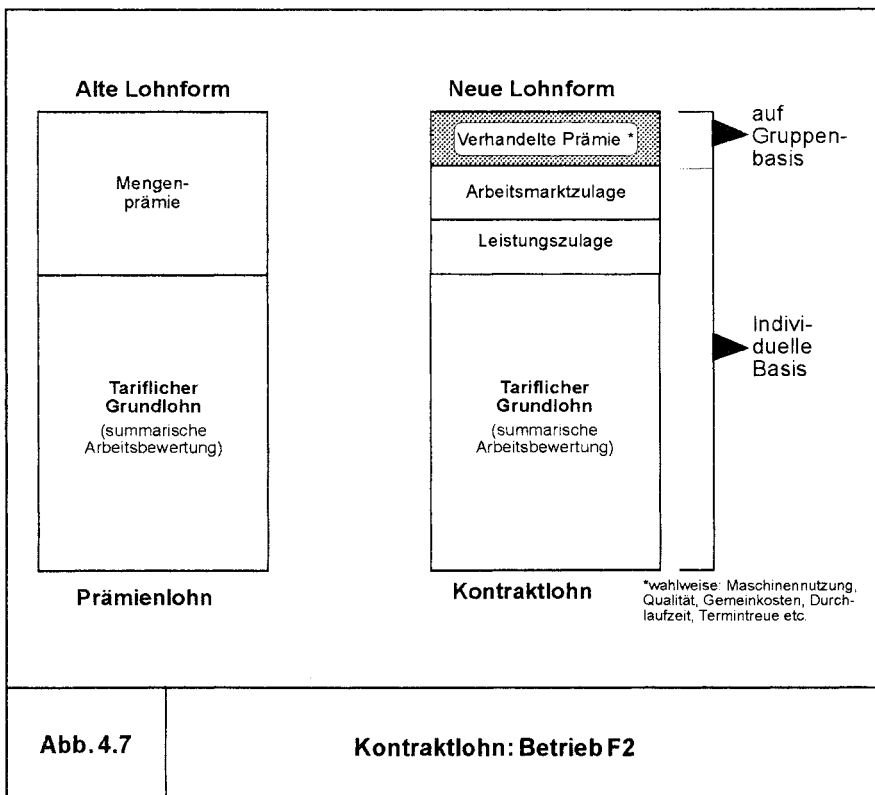 Alte Lohnform
Mengen-
prämie
Tariflicher
Grundlohn
(summarische
Arbeitsbewertung)
Prämienlohn
Neue Lohnform
Verhandelte Prämie *
Arbeitsmarktzulage
Leistungszulage
Tariflicher
Grundlohn
(summarische
Arbeitsbewertung)
Kontraktlohn
auf
Gruppen-
basis
Indivi-
duelle
Basis
*wahlweise: Maschinennutzung,
Qualität, Gemeinkosten, Durch-
laufzeit, Termintreue etc.
Abb. 4.7
Kontraktlohn: Betrieb F2